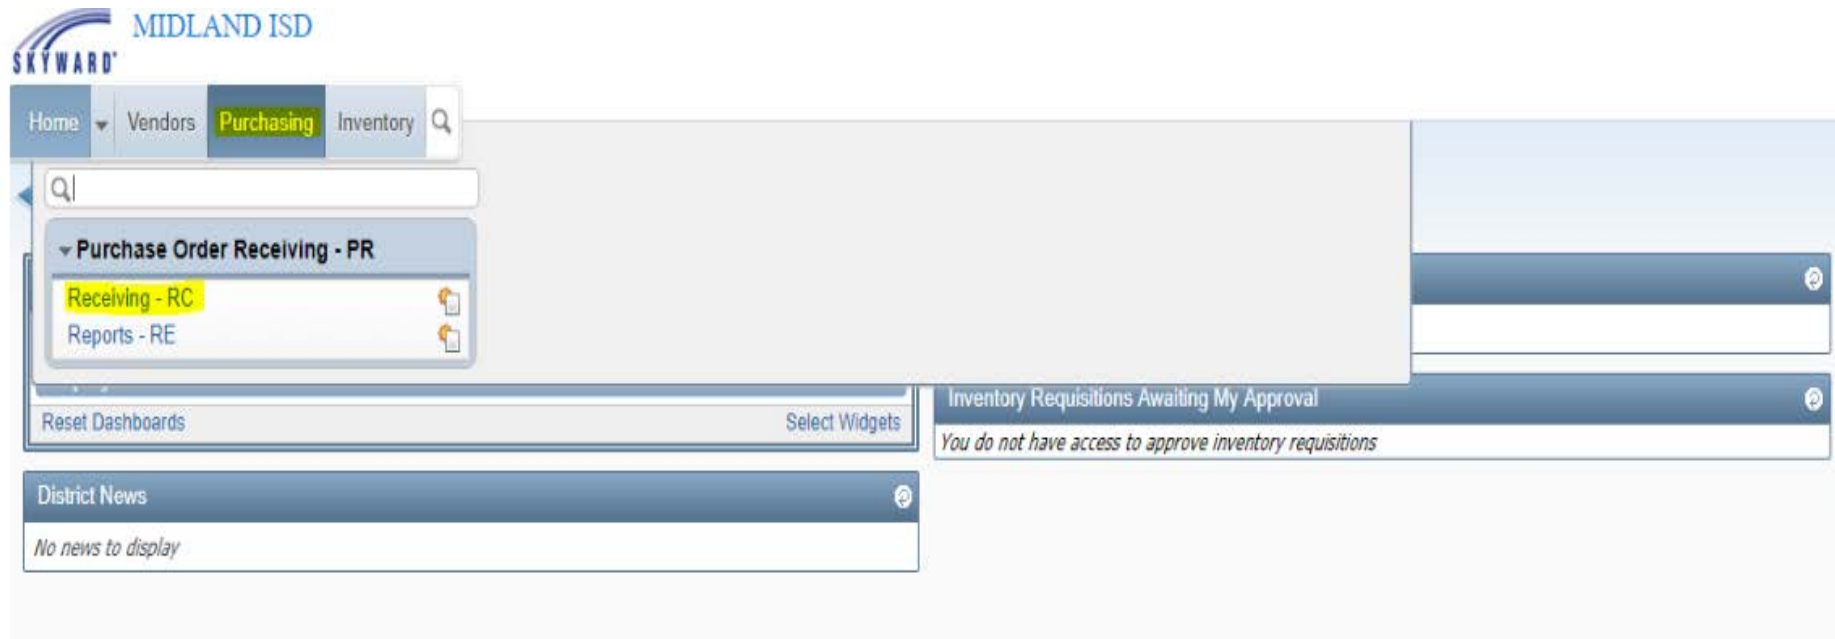 MIDLAND ISD
SKYWARD®
Home Vendors Purchasing Inventory
Purchase Order Receiving - PR
Receiving - RC
Reports - RE
Reset Dashboards Select Widgets
Inventory Requisitions Awaiting My Approval
You do not have access to approve inventory requisitions
District News
No news to display